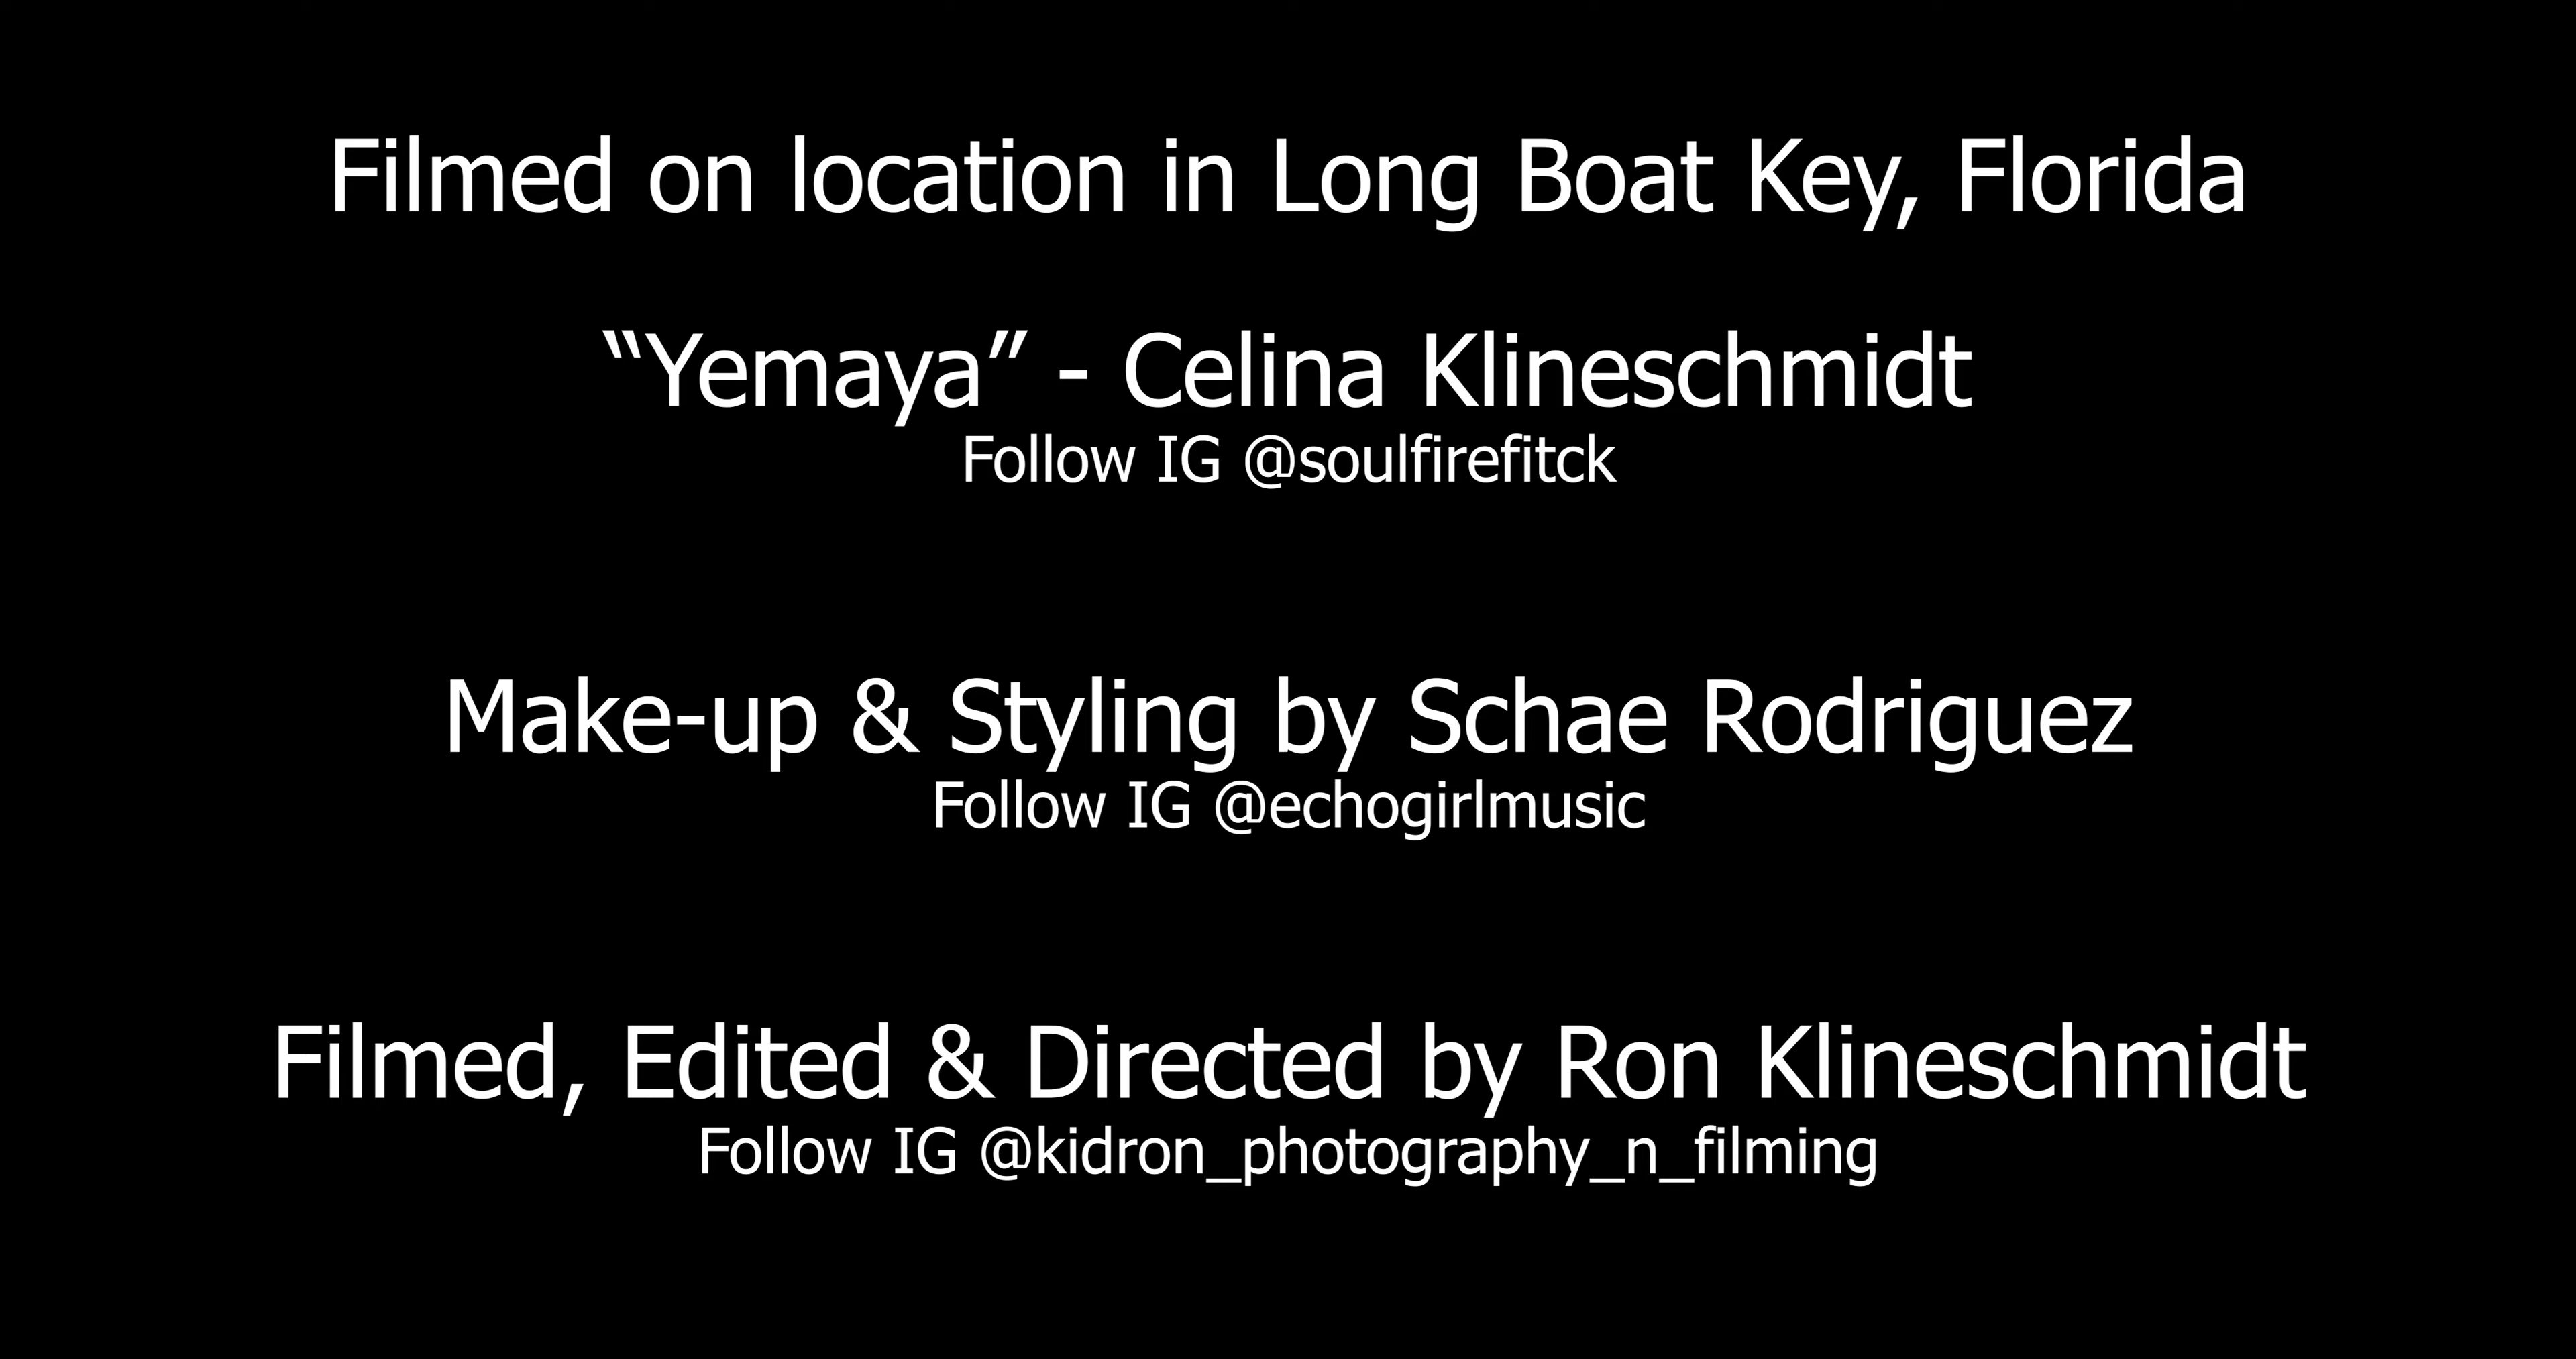 Filmed on location in Long Boat Key, Florida
“Yemaya” - Celina Klineschmidt
Follow IG @soulfirefitck
Make-up & Styling by Schae Rodriguez
Follow IG @echogirlmusic
Filmed, Edited & Directed by Ron Klineschmidt
Follow IG @kidron_photography_n_filming